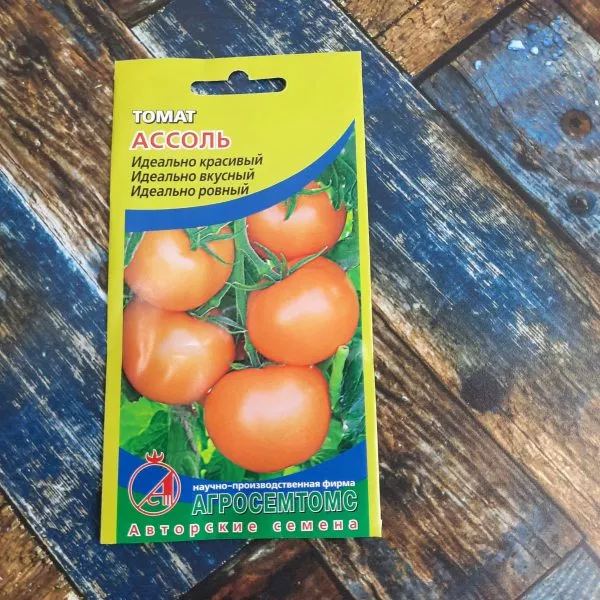 ТОМАТ
АССОЛЬ
Идеально красивый
Идеально вкусный
Идеально ровный
научно-производственная фирма
АГРОСЕМТОМС
Авторские семена